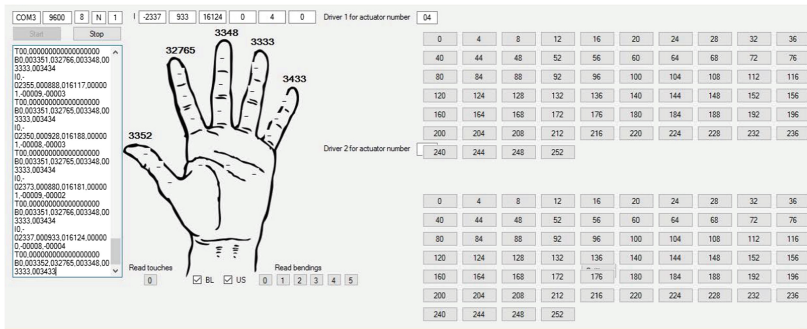 COM3 9600 8 N 1 I -2337 933 16124 0 4 0 Driver 1 for actuator number 04
Start Stop
T00,000000000000000000
B0,003351,032766,003348,00
3333,003434
I0,-
02355,000888,016117,00000
1,-00009,-00003
T00,000000000000000000
B0,003351,032765,003348,00
3333,003434
I0,-
02350,000928,016188,00000
1,-00009,-00003
T00,000000000000000000
B0,003351,032765,003348,00
3333,003434
I0,-
02373,000880,016181,00000
1,-00009,-00002
T00,000000000000000000
B0,003351,032766,003348,00
3333,003434
I0,-
02337,000933,016124,00000
0,-00008,-00004
T00,000000000000000000
B0,003352,032765,003348,00
3333,003433
3352
32765
3348
3333
3433
Read touches
0
BL US
Read bendings
0 1 2 3 4 5
0 4 8 12 16 20 24 28 32 36
40 44 48 52 56 60 64 68 72 76
80 84 88 92 96 100 104 108 112 116
120 124 128 132 136 140 144 148 152 156
160 164 168 172 176 180 184 188 192 196
200 204 208 212 216 220 224 228 232 236
Driver 2 for actuator number
240 244 248 252
0 4 8 12 16 20 24 28 32 36
40 44 48 52 56 60 64 68 72 76
80 84 88 92 96 100 104 108 112 116
120 124 128 132 136 140 144 148 152 156
160 164 168 172 176 180 184 188 192 196
200 204 208 212 216 220 224 228 232 236
240 244 248 252